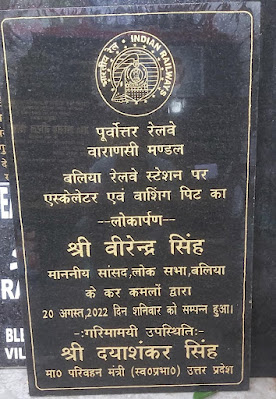 भारतीय रेल INDIAN RAILWAYS
पूर्वोत्तर रेलवे
वाराणसी मण्डल
बलिया रेलवे स्टेशन पर
एस्केलेटर एवं वाशिंग पिट का
—लोकार्पण—
श्री वीरेन्द्र सिंह
माननीय सांसद,लोक सभा,बलिया
के कर कमलों द्वारा
20 अगस्त,2022 दिन शनिवार को सम्पन्न हुआ।
-:गरिमामयी उपस्थिति:-
श्री दयाशंकर सिंह
मा० परिवहन मंत्री (स्व०प्रभा०) उत्तर प्रदेश